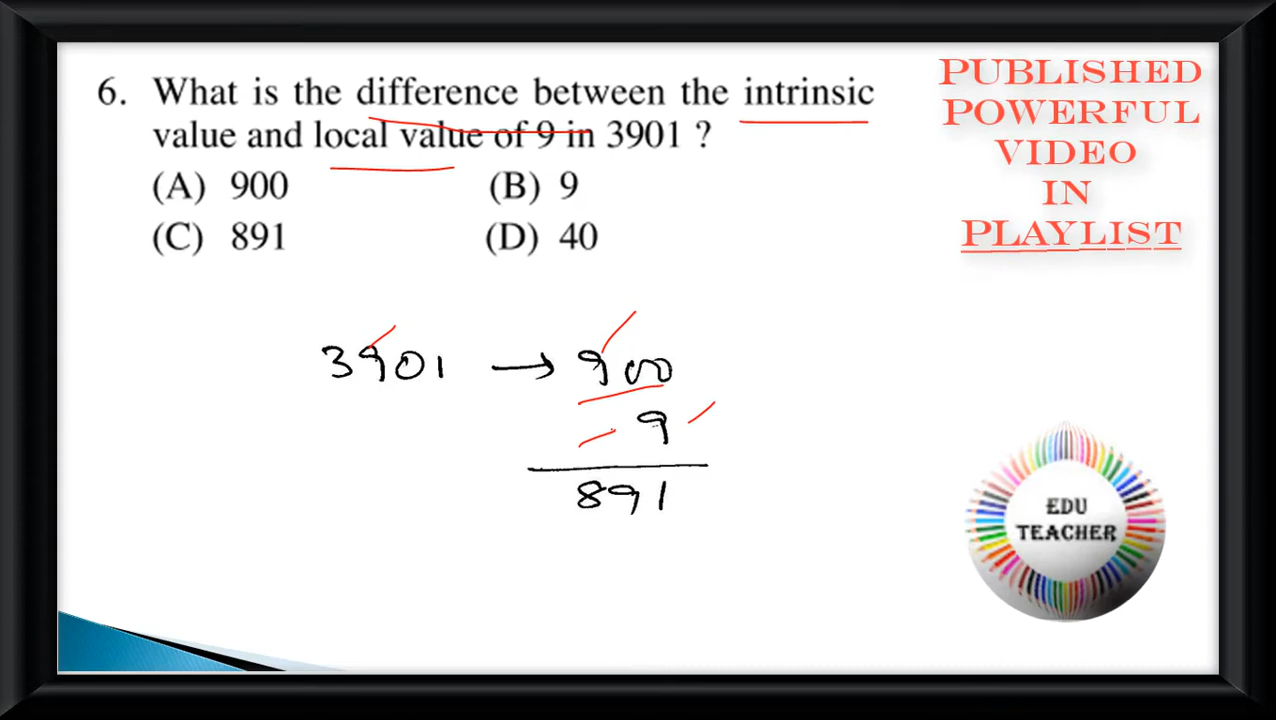 6. What is the difference between the intrinsic
value and local value of 9 in 3901 ?
(A) 900 (B) 9
(C) 891 (D) 40
PUBLISHED
POWERFUL
VIDEO
IN
PLAYLIST
3901 → 900
- 9
891
EDU
TEACHER